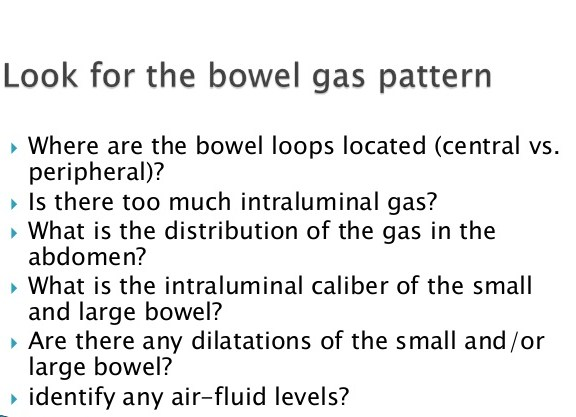 Look for the bowel gas pattern
Where are the bowel loops located (central vs.
peripheral)?
Is there too much intraluminal gas?
What is the distribution of the gas in the
abdomen?
What is the intraluminal caliber of the small
and large bowel?
Are there any dilatations of the small and/or
large bowel?
identify any air-fluid levels?